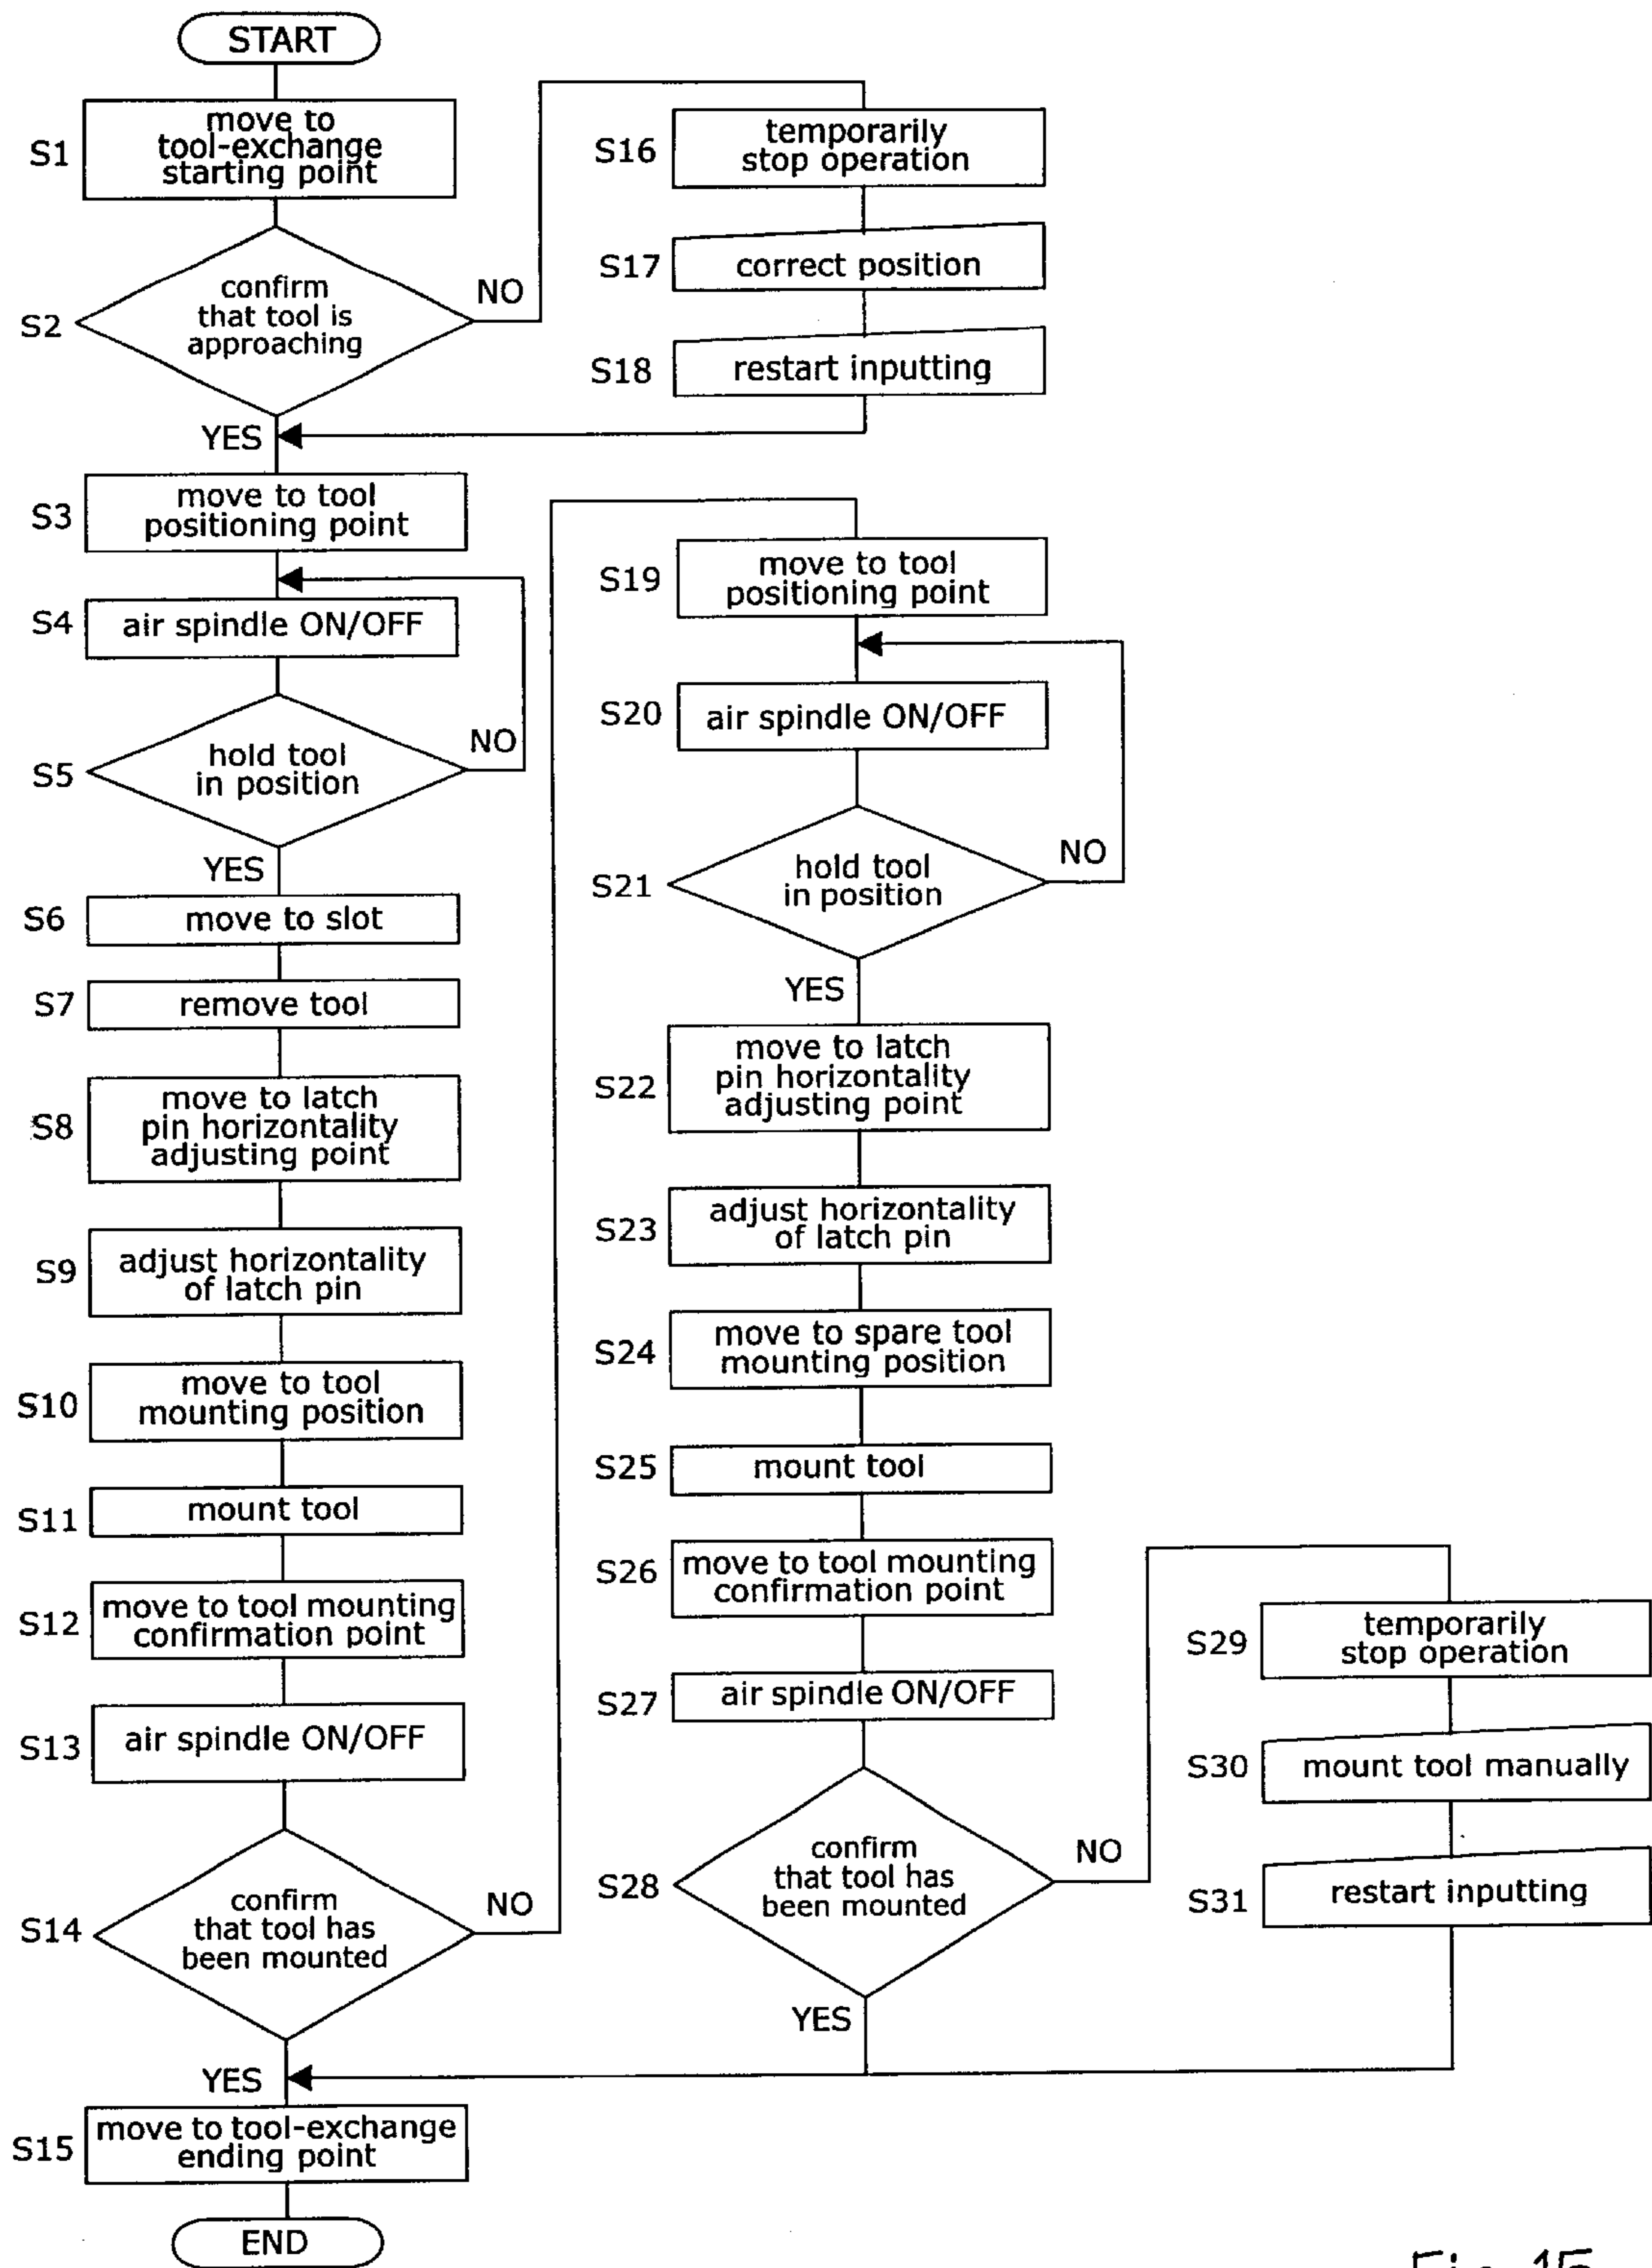 START
S1
move to
tool-exchange
starting point
S2
confirm
that tool is
approaching
NO
YES
S16
temporarily
stop operation
S17
correct position
S18
restart inputting
S3
move to tool
positioning point
S4
air spindle ON/OFF
S5
hold tool
in position
NO
YES
S6
move to slot
S7
remove tool
S8
move to latch
pin horizontality
adjusting point
S9
adjust horizontality
of latch pin
S10
move to tool
mounting position
S11
mount tool
S12
move to tool mounting
confirmation point
S13
air spindle ON/OFF
S14
confirm
that tool has
been mounted
NO
YES
S15
move to tool-exchange
ending point
END
S19
move to tool
positioning point
S20
air spindle ON/OFF
S21
hold tool
in position
NO
YES
S22
move to latch
pin horizontality
adjusting point
S23
adjust horizontality
of latch pin
S24
move to spare tool
mounting position
S25
mount tool
S26
move to tool mounting
confirmation point
S27
air spindle ON/OFF
S28
confirm
that tool has
been mounted
NO
YES
S29
temporarily
stop operation
S30
mount tool manually
S31
restart inputting